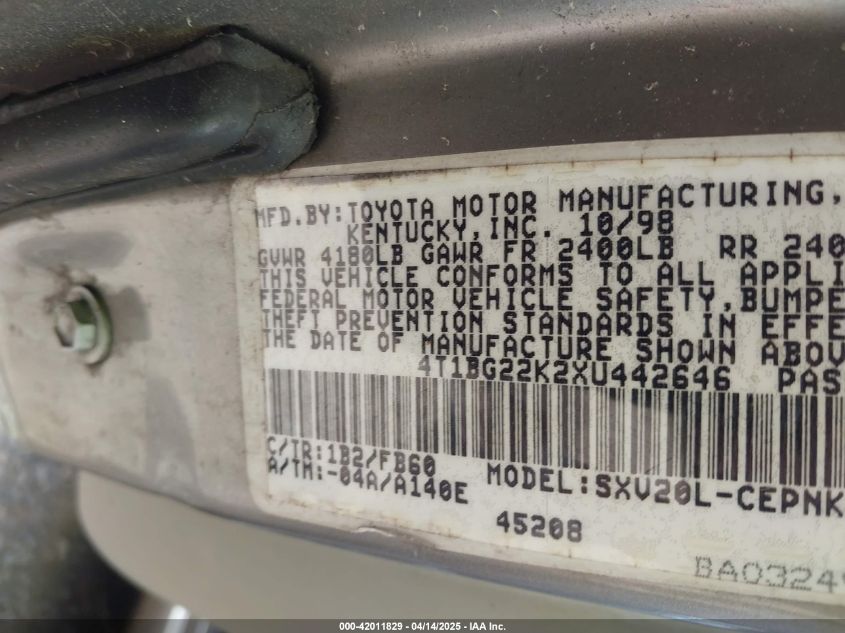 MFD.BY:TOYOTA MOTOR MANUFACTURING,
KENTUCKY,INC. 10/98
GVWR 4180LB GAWR FR 2400LB RR 240
THIS VEHICLE CONFORMS TO ALL APPLI
FEDERAL MOTOR VEHICLE SAFETY,BUMPE
THEFT PREVENTION STANDARDS IN EFFE
THE DATE OF MANUFACTURE SHOWN ABOV
4T1BG22K2XU442646 PAS
C/TR:1B2/FB60
A/TM:-04A/A140E
MODEL:SXV20L-CEPNK
45208
BA03249
000-42011829 - 04/14/2025 - IAA Inc.